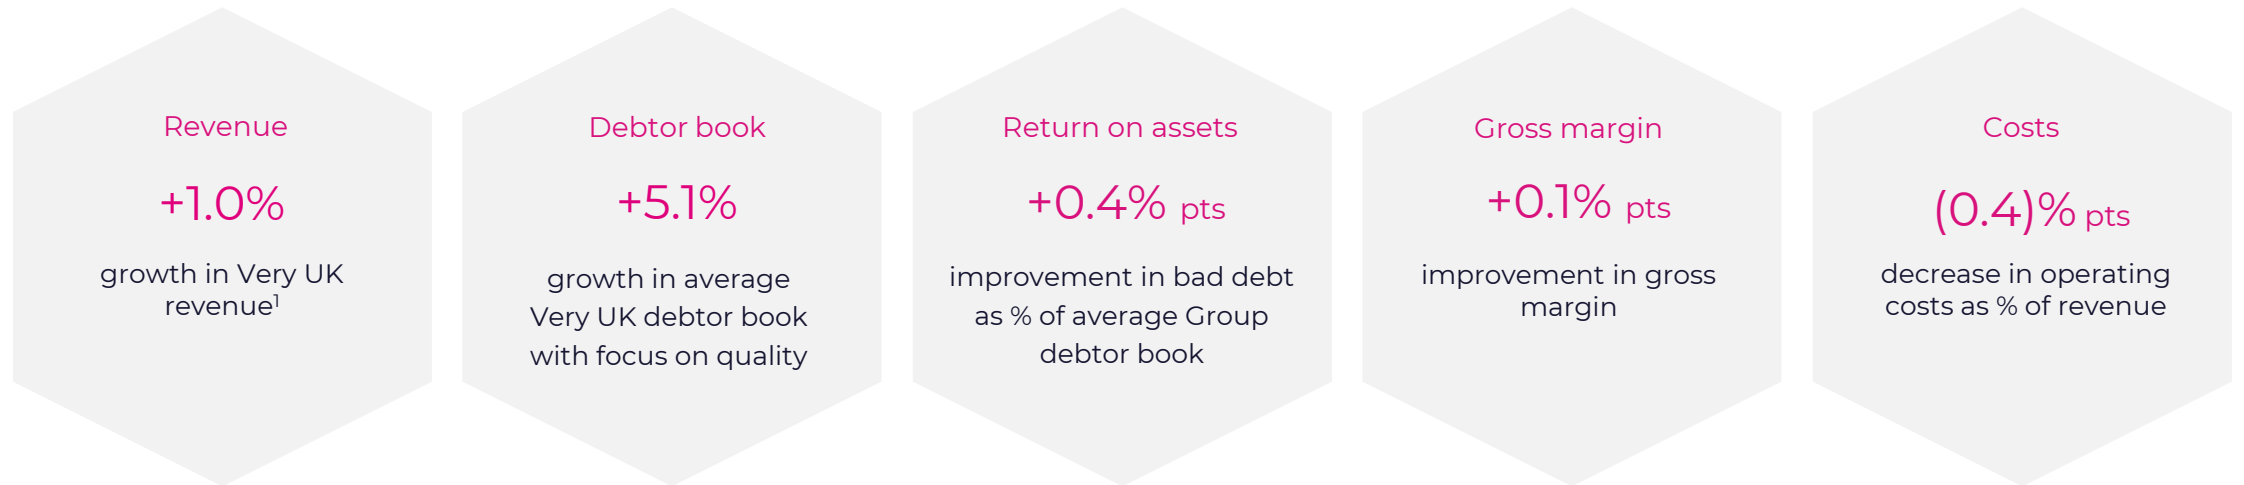 Revenue
+1.0%
growth in Very UK
revenue¹
Debtor book
+5.1%
growth in average
Very UK debtor book
with focus on quality
Return on assets
+0.4% pts
improvement in bad debt
as % of average Group
debtor book
Gross margin
+0.1% pts
improvement in gross
margin
Costs
(0.4)% pts
decrease in operating
costs as % of revenue